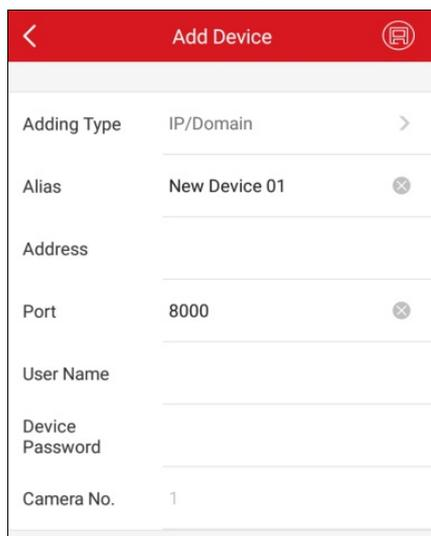 Add Device
Adding Type IP/Domain
Alias New Device 01
Address
Port 8000
User Name
Device
Password
Camera No. 1